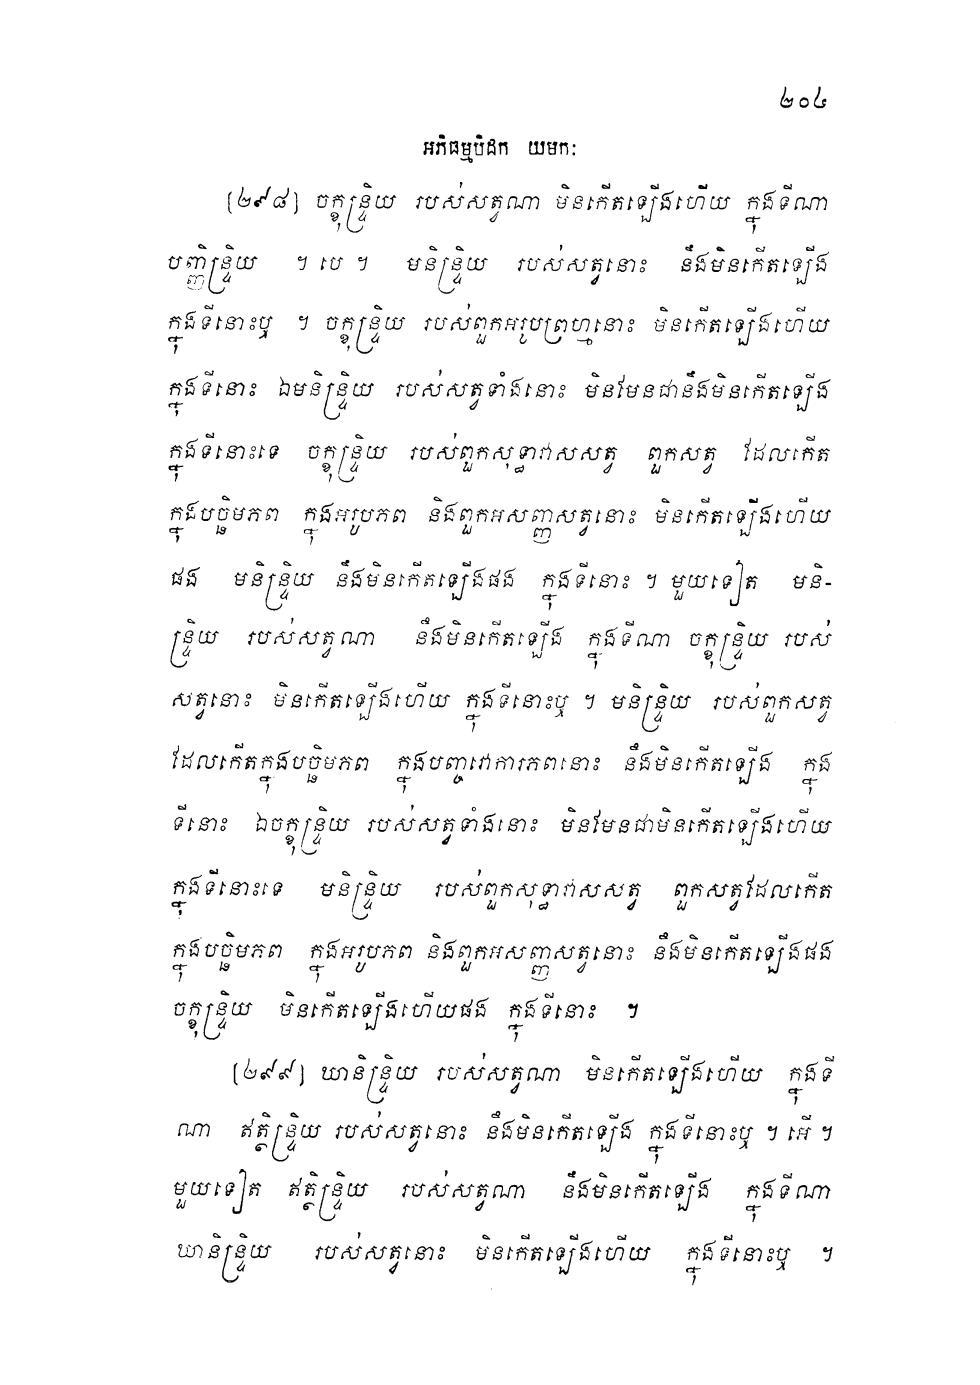 ២០៤
អភិធម្មបិដក យមកៈ
[២៩៨] ចក្ខុន្ទ្រិយ របស់សត្វណា មិនកើតឡើងហើយ ក្នុងទីណា
បញ្ញិន្ទ្រិយ ។ បេ ។ មនិន្ទ្រិយ របស់សត្វនោះ នឹងមិនកើតឡើង
ក្នុងទីនោះឬ ។ ចក្ខុន្ទ្រិយ របស់ពួកអរូបព្រហ្មនោះ មិនកើតឡើងហើយ
ក្នុងទីនោះ ឯមនិន្ទ្រិយ របស់សត្វទាំងនោះ មិនមែនជានឹងមិនកើតឡើង
ក្នុងទីនោះទេ ចក្ខុន្ទ្រិយ របស់ពួកសុទ្ធាវាសសត្វ ពួកសត្វ ដែលកើត
ក្នុងបច្ឆិមភព ក្នុងអរូបភព និងពួកអសញ្ញសត្វនោះ មិនកើតឡើងហើយ
ផង មនិន្ទ្រិយ នឹងមិនកើតឡើងផង ក្នុងទីនោះ ។ មួយទៀត មនិ-
ន្ទ្រិយ របស់សត្វណា នឹងមិនកើតឡើង ក្នុងទីណា ចក្ខុន្ទ្រិយ របស់
សត្វនោះ មិនកើតឡើងហើយ ក្នុងទីនោះឬ ។ មនិន្ទ្រិយ របស់ពួកសត្វ
ដែលកើតក្នុងបច្ឆិមភព ក្នុងបញ្ចវោការភពនោះ នឹងមិនកើតឡើង ក្នុង
ទីនោះ ឯចក្ខុន្ទ្រិយ របស់សត្វទាំងនោះ មិនមែនជាមិនកើតឡើងហើយ
ក្នុងទីនោះទេ មនិន្ទ្រិយ របស់ពួកសុទ្ធាវាសសត្វ ពួកសត្វដែលកើត
ក្នុងបច្ឆិមភព ក្នុងអរូបភព និងពួកអសញ្ញសត្វនោះ នឹងមិនកើតឡើងផង
ចក្ខុន្ទ្រិយ មិនកើតឡើងហើយផង ក្នុងទីនោះ ។
[២៩៩] ឃានិន្ទ្រិយ របស់សត្វណា មិនកើតឡើងហើយ ក្នុងទី
ណា ឥត្ថិន្ទ្រិយ របស់សត្វនោះ នឹងមិនកើតឡើង ក្នុងទីនោះឬ ។ អើ ។
មួយទៀត ឥត្ថិន្ទ្រិយ របស់សត្វណា នឹងមិនកើតឡើង ក្នុងទីណា
ឃានិន្ទ្រិយ របស់សត្វនោះ មិនកើតឡើងហើយ ក្នុងទីនោះឬ ។